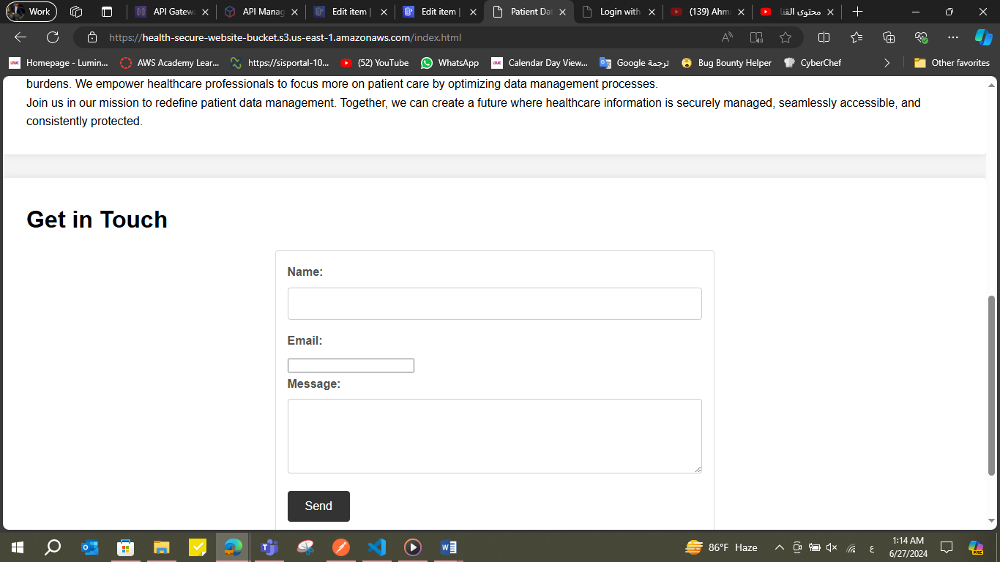 Work
API Gatewa
API Manag
Edit item |
Edit item |
Patient Dat
Login with
(139) Ahma
محتوى القنا
https://health-secure-website-bucket.s3.us-east-1.amazonaws.com/index.html
Homepage - Lumin...
AWS Academy Lear...
https://sisportal-10...
(52) YouTube
WhatsApp
Calendar Day View...
Google ترجمة
Bug Bounty Helper
CyberChef
Other favorites
burdens. We empower healthcare professionals to focus more on patient care by optimizing data management processes.
Join us in our mission to redefine patient data management. Together, we can create a future where healthcare information is securely managed, seamlessly accessible, and
consistently protected.
Get in Touch
Name:
Email:
Message:
Send
86°F Haze
ع
1:14 AM
6/27/2024
PRE